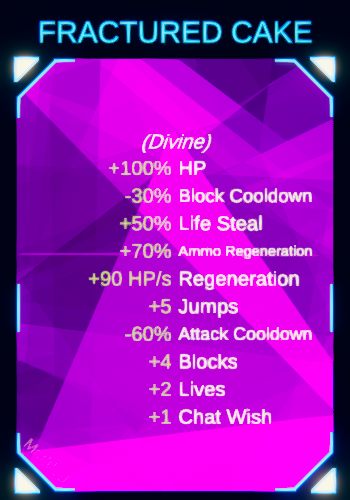 FRACTURED CAKE
(Divine)
+100% HP
-30% Block Cooldown
+50% Life Steal
+70% Ammo Regeneration
+90 HP/s Regeneration
+5 Jumps
-60% Attack Cooldown
+4 Blocks
+2 Lives
+1 Chat Wish